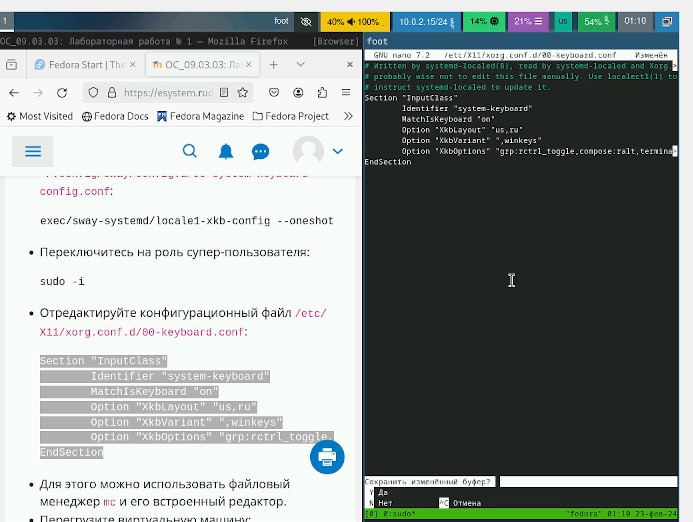 1
foot
40% 100%
10.0.2.15/24
14%
21%
us
54%
01:10
OC_09.03.03: Лабораторная работа № 1 — Mozilla Firefox [Browser]
Fedora Start | The
OC_09.03.03: Ла
https://esystem.rud
Most Visited
Fedora Docs
Fedora Magazine
Fedora Project
config.conf:
exec/sway-systemd/locale1-xkb-config --oneshot
Переключитесь на роль супер-пользователя:
sudo -i
Отредактируйте конфигурационный файл /etc/
X11/xorg.conf.d/00-keyboard.conf:
Section "InputClass"
Identifier "system-keyboard"
MatchIsKeyboard "on"
Option "XkbLayout" "us,ru"
Option "XkbVariant" ",winkeys"
Option "XkbOptions" "grp:rctrl_toggle,
EndSection
Для этого можно использовать файловый
менеджер mc и его встроенный редактор.
Перегрузите виртуальную машину:
foot
GNU nano 7.2 /etc/X11/xorg.conf.d/00-keyboard.conf Изменён
# Written by systemd-localed(8), read by systemd-localed and Xorg.>
# probably wise not to edit this file manually. Use localectl(1) to
# instruct systemd-localed to update it.
Section "InputClass"
Identifier "system-keyboard"
MatchIsKeyboard "on"
Option "XkbLayout" "us,ru"
Option "XkbVariant" ",winkeys"
Option "XkbOptions" "grp:rctrl_toggle,compose:ralt,termina>
EndSection
Сохранить изменённый буфер?
Y Да
N Нет ^C Отмена
[0] 0:sudo* "fedora" 01:10 23-фев-24